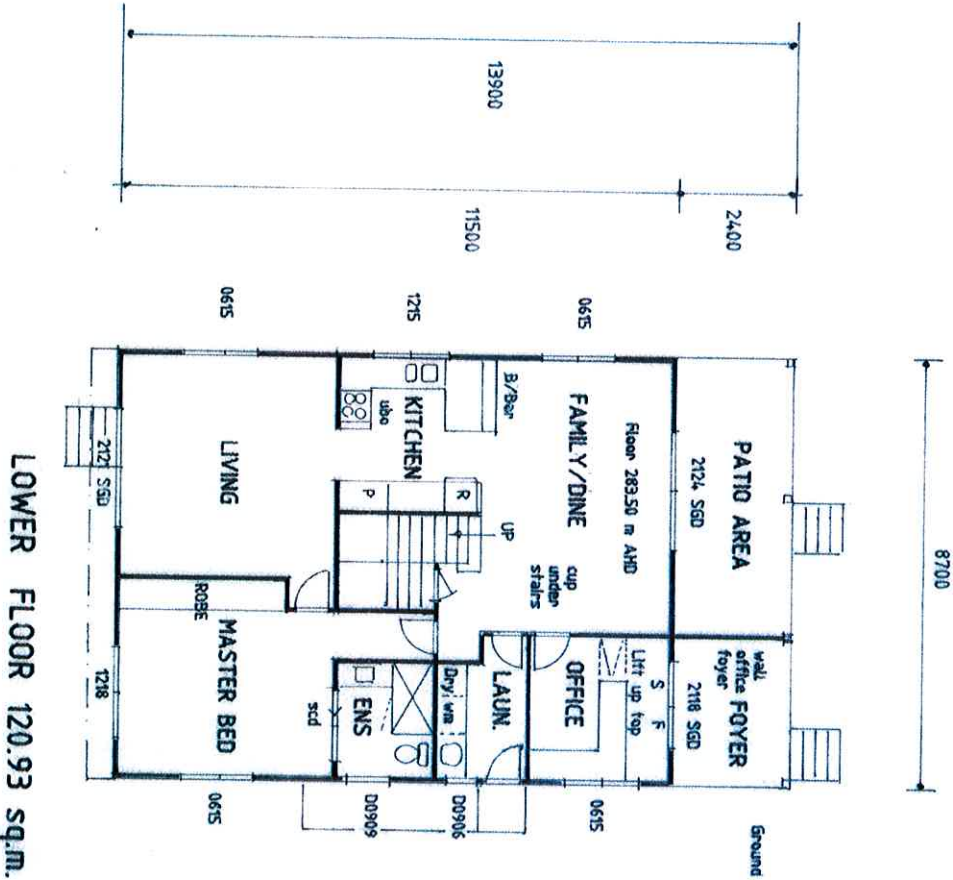 13900
11500
2400
8700
0615
1215
0615
PATIO AREA
2124 SGD
wall
office FOYER
foyer
2118 SGD
Ground
Floor 283.50 m AHD
FAMILY/DINE
B/Bar
KITCHEN
ubo
R
P
UP
cup
under
stairs
S F
Lift up top
OFFICE
LAUN.
Dry wm
ENS
scd
LIVING
ROBE
MASTER BED
2121 SGD
1218
0615
D0909
D0906
0615
LOWER FLOOR 120.93 sq.m.